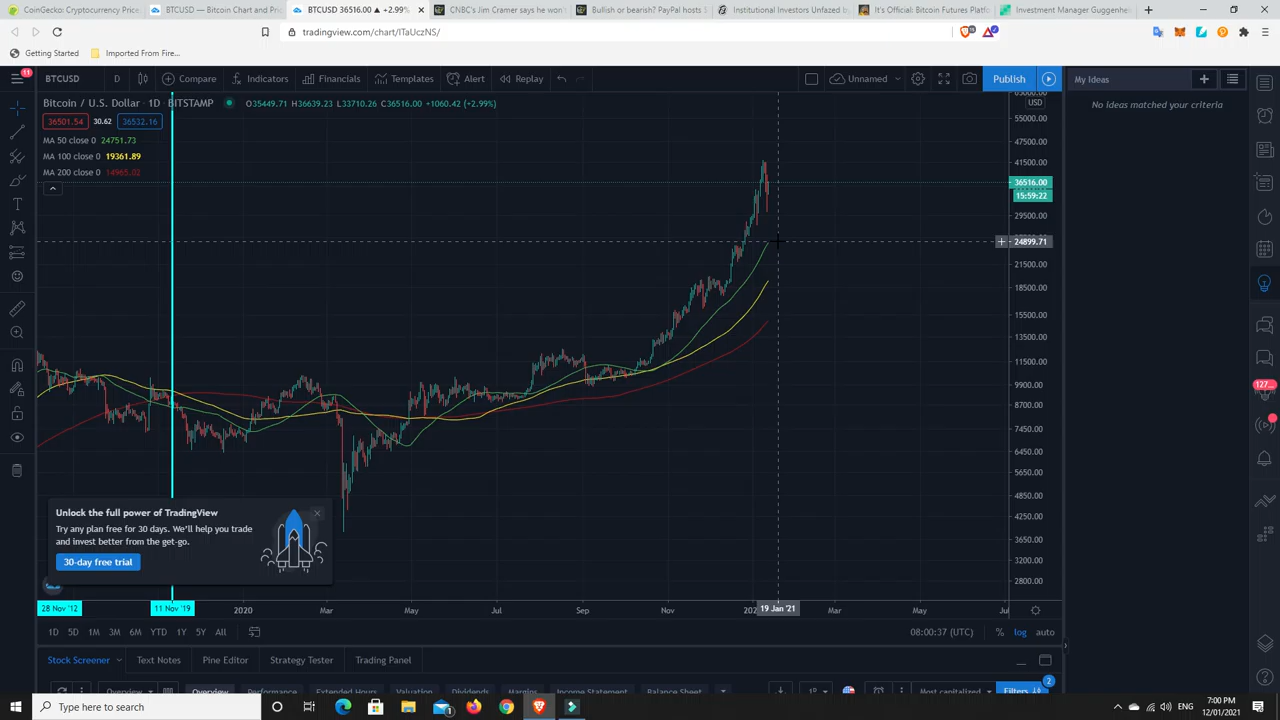 CoinGecko: Cryptocurrency Price
BTCUSD — Bitcoin Chart and Pri
BTCUSD 36516.00 ▲ +2.99%
CNBC's Jim Cramer says he won'
Bullish or bearish? PayPal hosts S
Institutional Investors Unfazed by
It's Official: Bitcoin Futures Platfo
Investment Manager Guggenhe
tradingview.com/chart/ITaUczNS/
Getting Started
Imported From Fire...
11
BTCUSD D Compare Indicators Financials Templates Alert Replay Unnamed Publish My Ideas
Bitcoin / U.S. Dollar · 1D · BITSTAMP O35449.71 H36639.23 L33710.26 C36516.00 +1060.42 (+2.99%)
36501.54 30.62 36532.16
MA 50 close 0 24751.73
MA 100 close 0 19361.89
MA 200 close 0 14965.02
No ideas matched your criteria
USD
55000.00
47500.00
41500.00
36516.00
15:59:22
29500.00
24899.71
21500.00
18500.00
15500.00
13500.00
11500.00
9900.00
8700.00
7450.00
6450.00
5650.00
4850.00
4250.00
3650.00
3200.00
2800.00
127...
Unlock the full power of TradingView
Try any plan free for 30 days. We'll help you trade
and invest better from the get-go.
30-day free trial
28 Nov '12 11 Nov '19 2020 Mar May Jul Sep Nov 19 Jan '21 Mar May
1D 5D 1M 3M 6M YTD 1Y 5Y All 08:00:37 (UTC) % log auto
Stock Screener Text Notes Pine Editor Strategy Tester Trading Panel
Overview Overview Performance Extended Hours Valuation Dividends Margins Income Statement Balance Sheet Most capitalized Filters 2
Type here to search
ENG
7:00 PM
12/01/2021